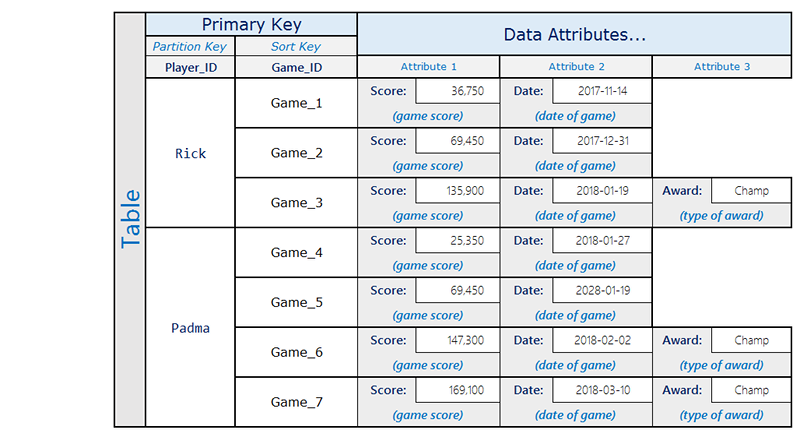 Table
Primary Key
Data Attributes...
Partition Key Sort Key
Player_ID Game_ID Attribute 1 Attribute 2 Attribute 3
Rick
Game_1 Score: 36,750 Date: 2017-11-14
(game score) (date of game)
Game_2 Score: 69,450 Date: 2017-12-31
(game score) (date of game)
Game_3 Score: 135,900 Date: 2018-01-19 Award: Champ
(game score) (date of game) (type of award)
Padma
Game_4 Score: 25,350 Date: 2018-01-27
(game score) (date of game)
Game_5 Score: 69,450 Date: 2028-01-19
(game score) (date of game)
Game_6 Score: 147,300 Date: 2018-02-02 Award: Champ
(game score) (date of game) (type of award)
Game_7 Score: 169,100 Date: 2018-03-10 Award: Champ
(game score) (date of game) (type of award)